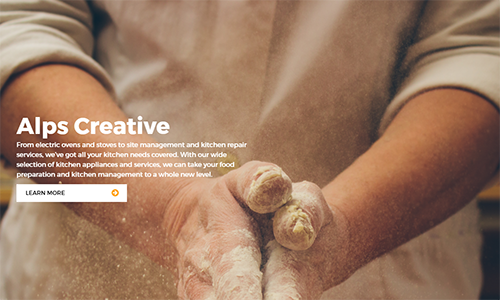 Alps Creative
From electric ovens and stoves to site management and kitchen repair
services, we've got all your kitchen needs covered. With our wide
selection of kitchen appliances and services, we can take your food
preparation and kitchen management to a whole new level.
LEARN MORE